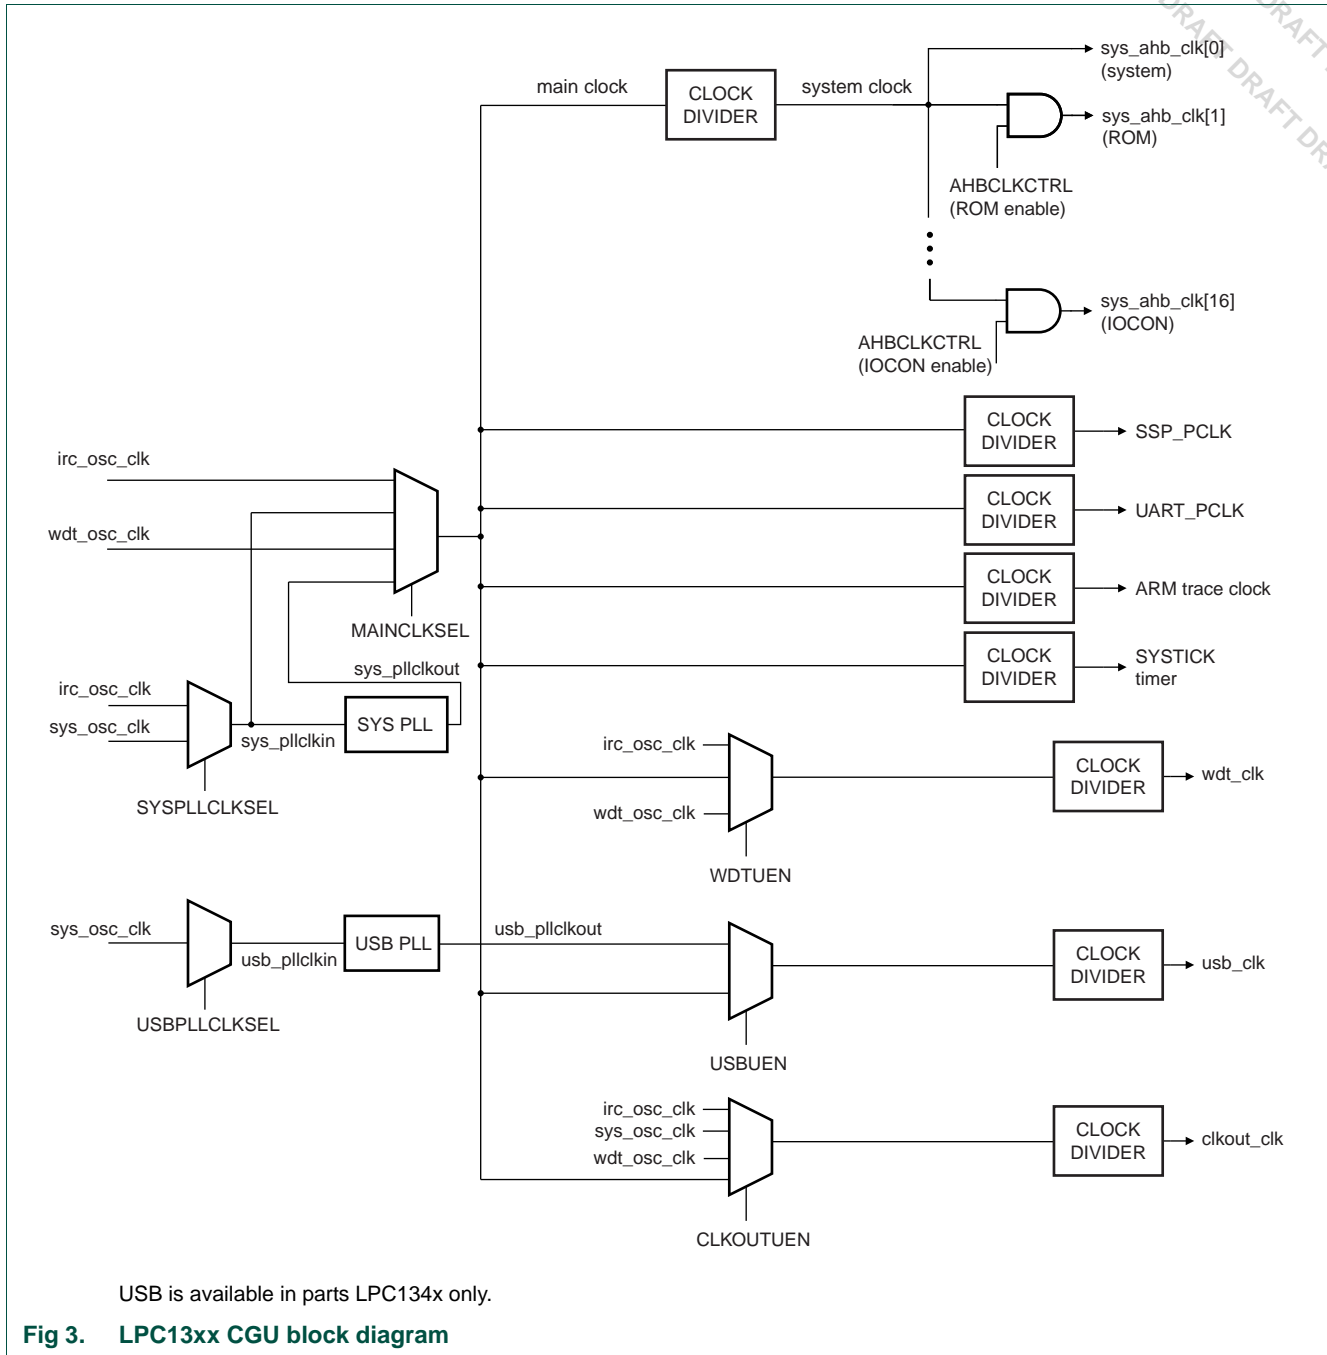 DRAFT
DRAFT DRAFT DRA
sys_ahb_clk[0]
(system)
main clock
CLOCK
DIVIDER
system clock
sys_ahb_clk[1]
(ROM)
AHBCLKCTRL
(ROM enable)
sys_ahb_clk[16]
(IOCON)
AHBCLKCTRL
(IOCON enable)
CLOCK
DIVIDER
SSP_PCLK
irc_osc_clk
CLOCK
DIVIDER
UART_PCLK
wdt_osc_clk
CLOCK
DIVIDER
ARM trace clock
MAINCLKSEL
CLOCK
DIVIDER
SYSTICK
timer
sys_pllclkout
irc_osc_clk
sys_osc_clk
sys_pllclkin
SYS PLL
SYSPLLCLKSEL
irc_osc_clk
wdt_osc_clk
CLOCK
DIVIDER
wdt_clk
WDTUEN
sys_osc_clk
usb_pllclkin
USB PLL
usb_pllclkout
CLOCK
DIVIDER
usb_clk
USBPLLCLKSEL
USBUEN
irc_osc_clk
sys_osc_clk
wdt_osc_clk
CLOCK
DIVIDER
clkout_clk
CLKOUTUEN
USB is available in parts LPC134x only.
Fig 3. LPC13xx CGU block diagram